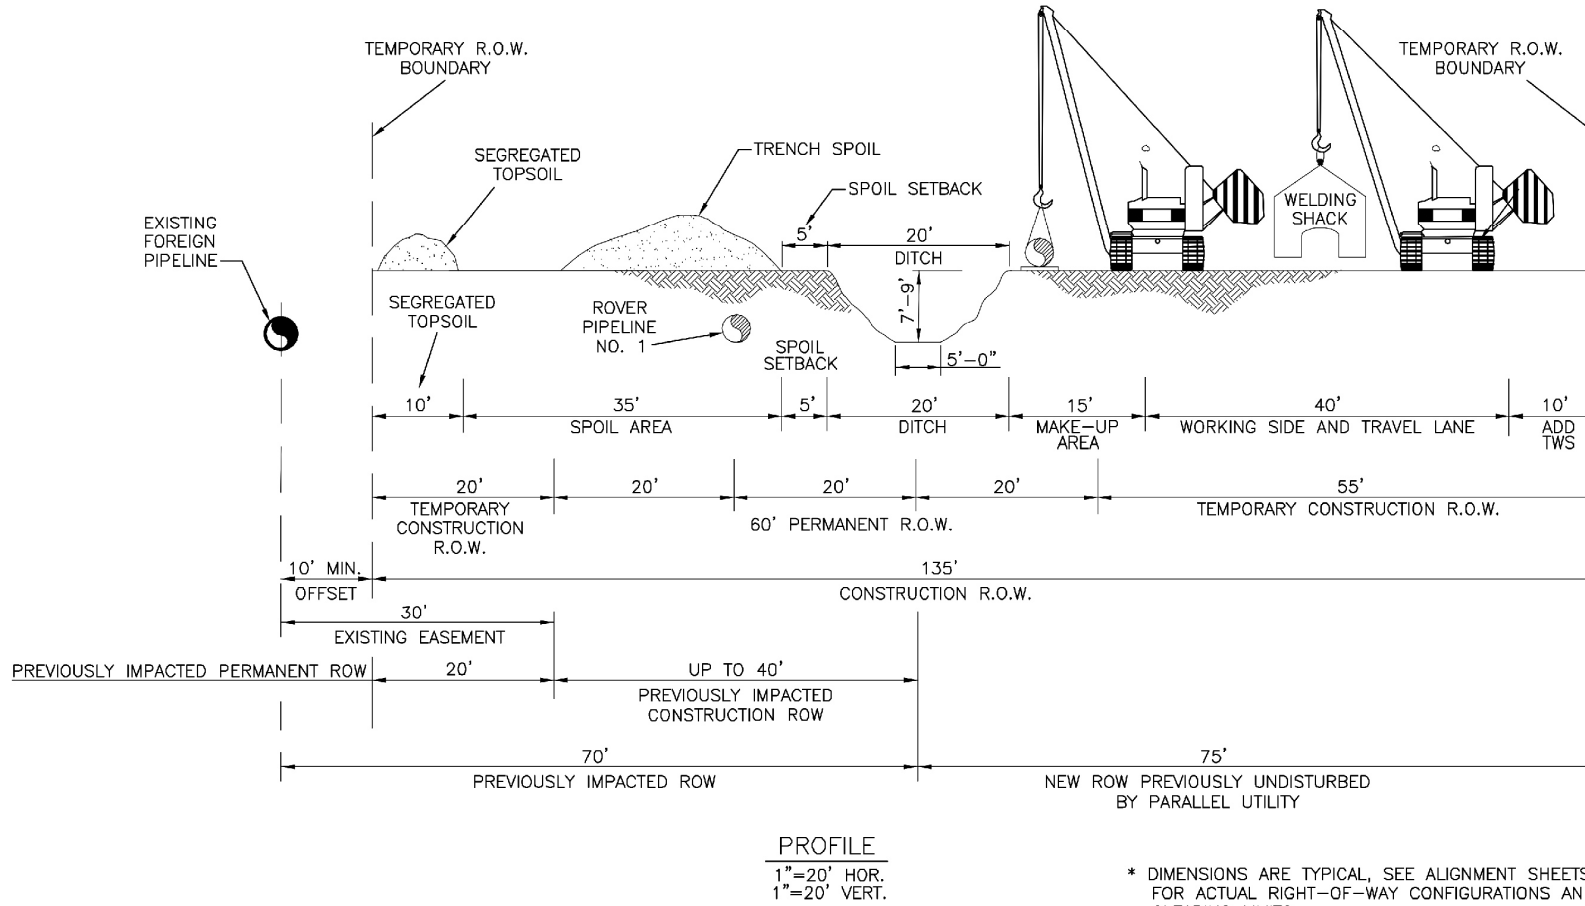 TEMPORARY R.O.W.
BOUNDARY
TEMPORARY R.O.W.
BOUNDARY
SEGREGATED
TOPSOIL
TRENCH SPOIL
SPOIL SETBACK
EXISTING
FOREIGN
PIPELINE
5'
20'
DITCH
WELDING
SHACK
7'-9"
SEGREGATED
TOPSOIL
ROVER
PIPELINE
NO. 1
SPOIL
SETBACK
5'-0"
10'
35'
SPOIL AREA
5'
20'
DITCH
15'
MAKE-UP
AREA
40'
WORKING SIDE AND TRAVEL LANE
10'
ADD
TWS
20'
TEMPORARY
CONSTRUCTION
R.O.W.
20'
20'
20'
60' PERMANENT R.O.W.
55'
TEMPORARY CONSTRUCTION R.O.W.
10' MIN.
OFFSET
135'
CONSTRUCTION R.O.W.
30'
EXISTING EASEMENT
PREVIOUSLY IMPACTED PERMANENT ROW
20'
UP TO 40'
PREVIOUSLY IMPACTED
CONSTRUCTION ROW
70'
PREVIOUSLY IMPACTED ROW
75'
NEW ROW PREVIOUSLY UNDISTURBED
BY PARALLEL UTILITY
PROFILE
1"=20' HOR.
1"=20' VERT.
* DIMENSIONS ARE TYPICAL, SEE ALIGNMENT SHEETS
FOR ACTUAL RIGHT-OF-WAY CONFIGURATIONS AN